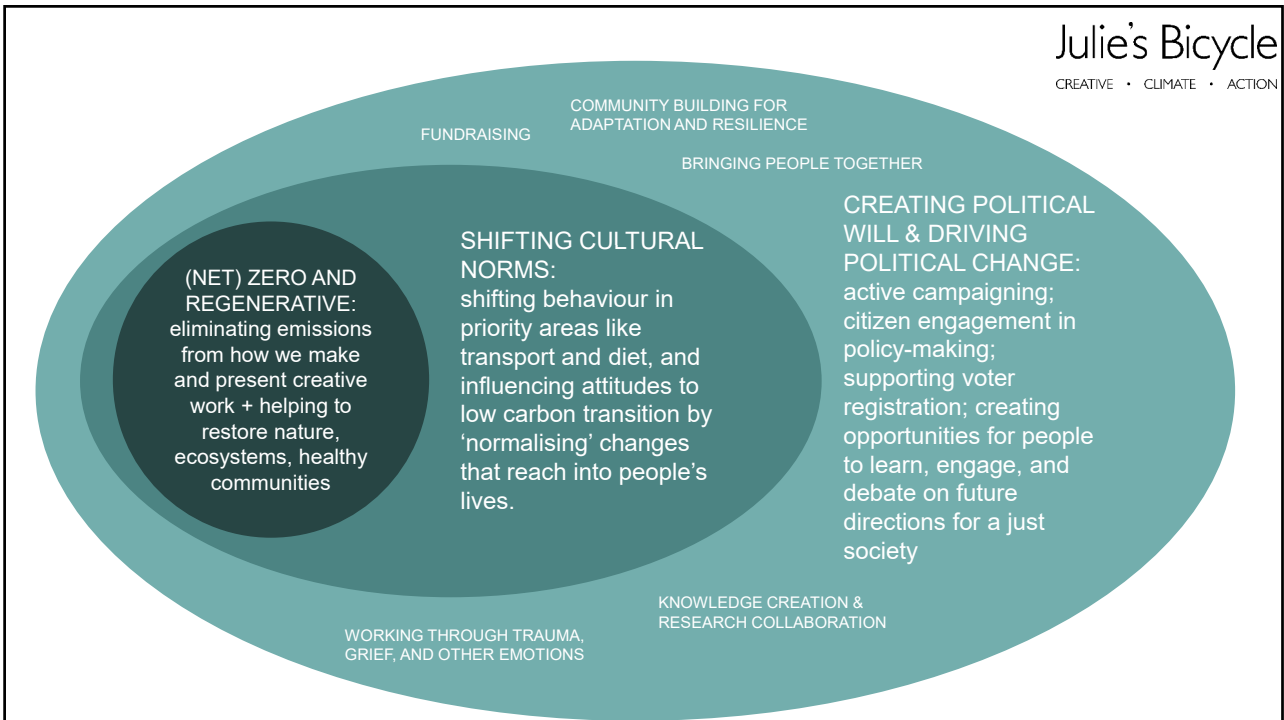 Julie's Bicycle
CREATIVE • CLIMATE • ACTION
COMMUNITY BUILDING FOR
ADAPTATION AND RESILIENCE
FUNDRAISING
BRINGING PEOPLE TOGETHER
(NET) ZERO AND
REGENERATIVE:
eliminating emissions
from how we make
and present creative
work + helping to
restore nature,
ecosystems, healthy
communities
SHIFTING CULTURAL
NORMS:
shifting behaviour in
priority areas like
transport and diet, and
influencing attitudes to
low carbon transition by
‘normalising’ changes
that reach into people’s
lives.
CREATING POLITICAL
WILL & DRIVING
POLITICAL CHANGE:
active campaigning;
citizen engagement in
policy-making;
supporting voter
registration; creating
opportunities for people
to learn, engage, and
debate on future
directions for a just
society
KNOWLEDGE CREATION &
RESEARCH COLLABORATION
WORKING THROUGH TRAUMA,
GRIEF, AND OTHER EMOTIONS